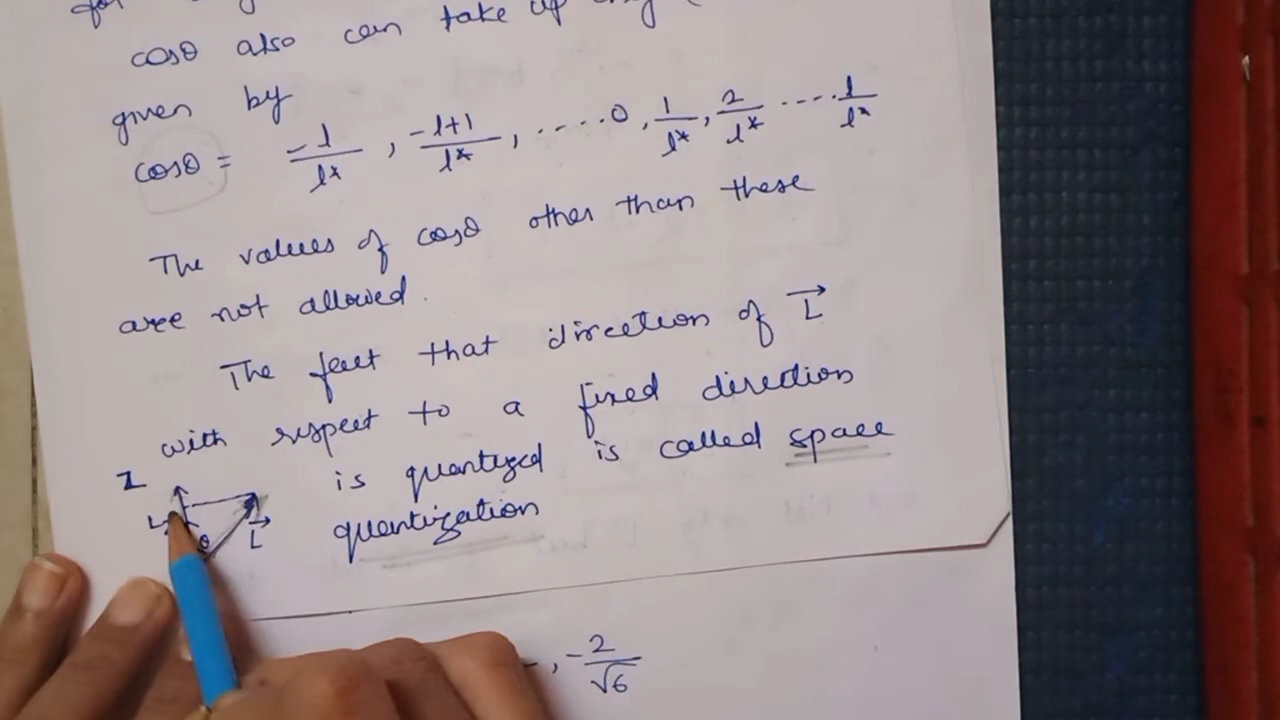 for
cosθ also can take up any
given by
cosθ = -l/l*, -l+1/l*, .....0, 1/l*, 2/l* ....l/l*
The values of cosθ other than these
are not allowed.
The fact that direction of L→
with respect to a fixed direction
Z is quantized is called space
L θ L→ quantization
-, -2/√6